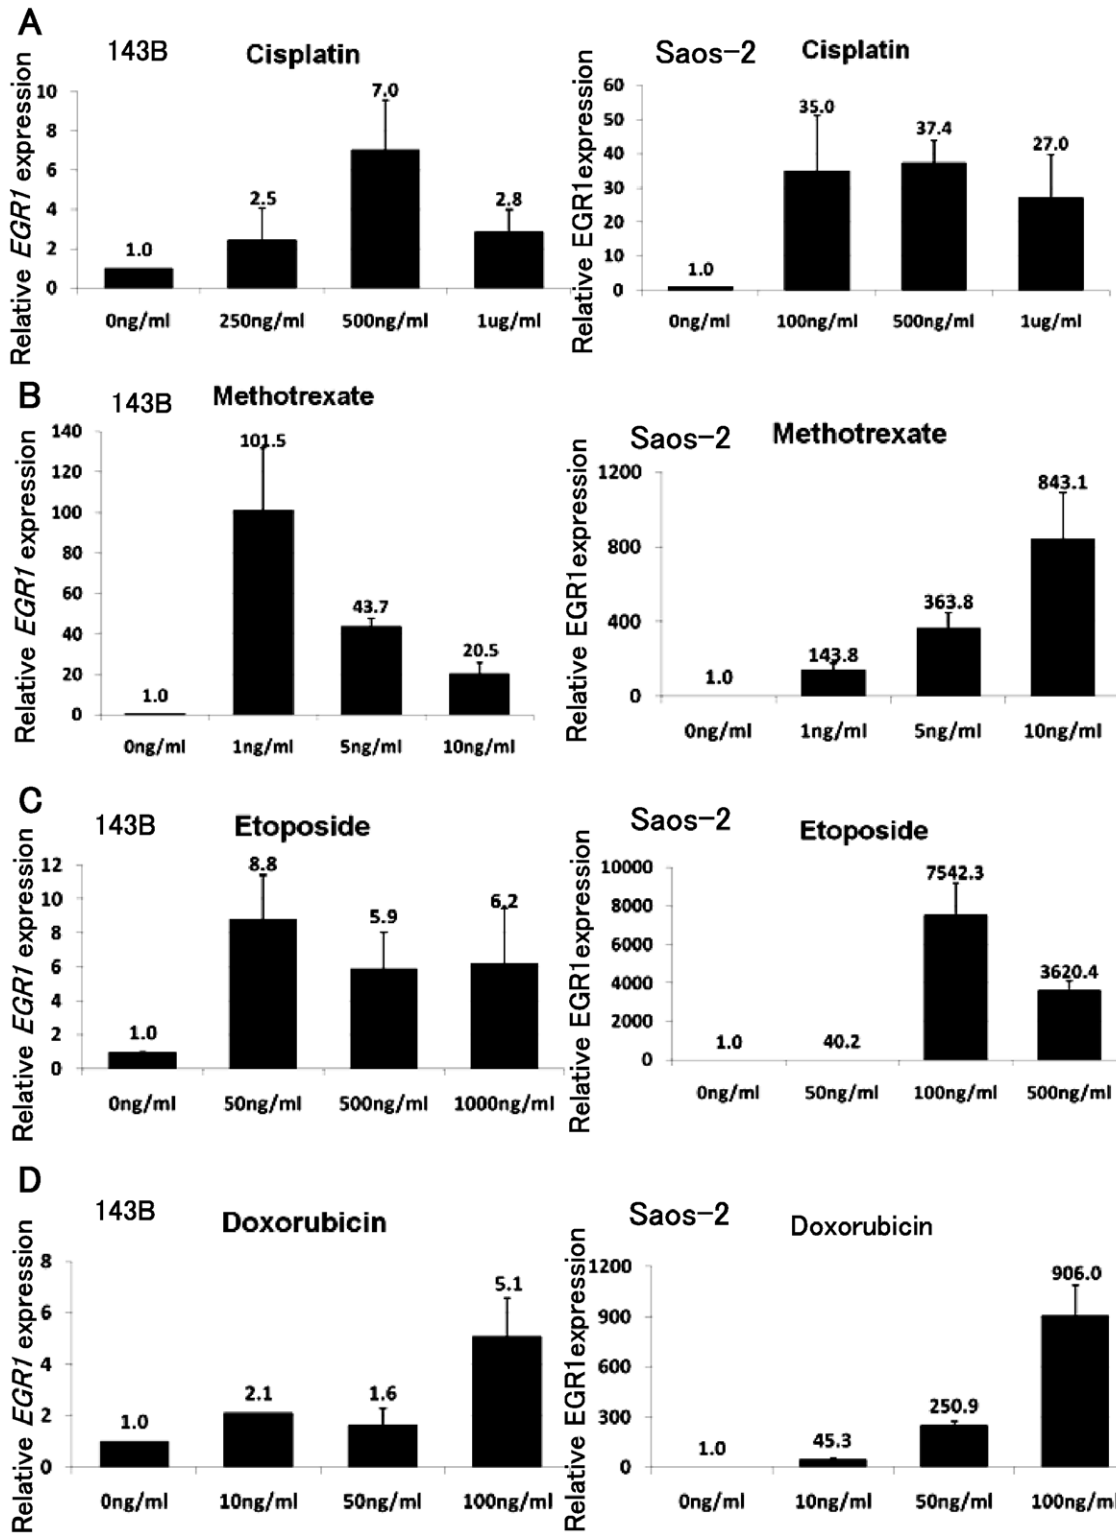 A
143B
Cisplatin
Relative EGR1 expression
10
8
6
4
2
0
1.0
2.5
7.0
2.8
0ng/ml 250ng/ml 500ng/ml 1ug/ml
Saos-2
Cisplatin
Relative EGR1expression
60
50
40
30
20
10
0
1.0
35.0
37.4
27.0
0ng/ml 100ng/ml 500ng/ml 1ug/ml
B
143B
Methotrexate
Relative EGR1 expression
140
120
100
80
60
40
20
0
1.0
101.5
43.7
20.5
0ng/ml 1ng/ml 5ng/ml 10ng/ml
Saos-2
Methotrexate
Relative EGR1expression
1200
800
400
0
1.0
143.8
363.8
843.1
0ng/ml 1ng/ml 5ng/ml 10ng/ml
C
143B
Etoposide
Relative EGR1 expression
12
10
8
6
4
2
0
1.0
8.8
5.9
6.2
0ng/ml 50ng/ml 500ng/ml 1000ng/ml
Saos-2
Etoposide
Relative EGR1expression
10000
8000
6000
4000
2000
0
1.0
40.2
7542.3
3620.4
0ng/ml 50ng/ml 100ng/ml 500ng/ml
D
143B
Doxorubicin
Relative EGR1 expression
8
6
4
2
0
1.0
2.1
1.6
5.1
0ng/ml 10ng/ml 50ng/ml 100ng/ml
Saos-2
Doxorubicin
Relative EGR1expression
1200
900
600
300
0
1.0
45.3
250.9
906.0
0ng/ml 10ng/ml 50ng/ml 100ng/ml